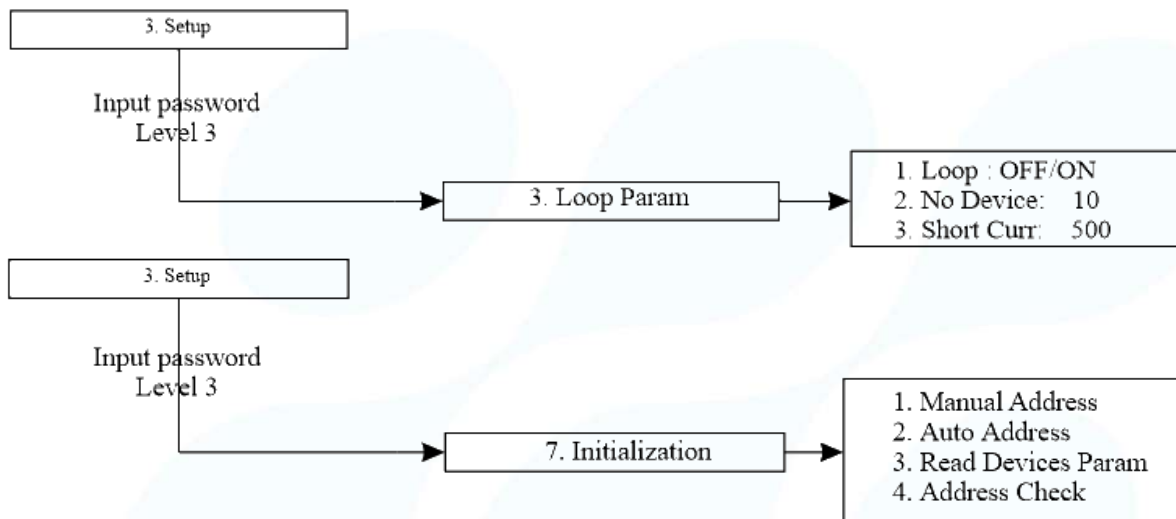 3. Setup
Input password
Level 3
3. Loop Param
1. Loop : OFF/ON
2. No Device: 10
3. Short Curr: 500
3. Setup
Input password
Level 3
7. Initialization
1. Manual Address
2. Auto Address
3. Read Devices Param
4. Address Check